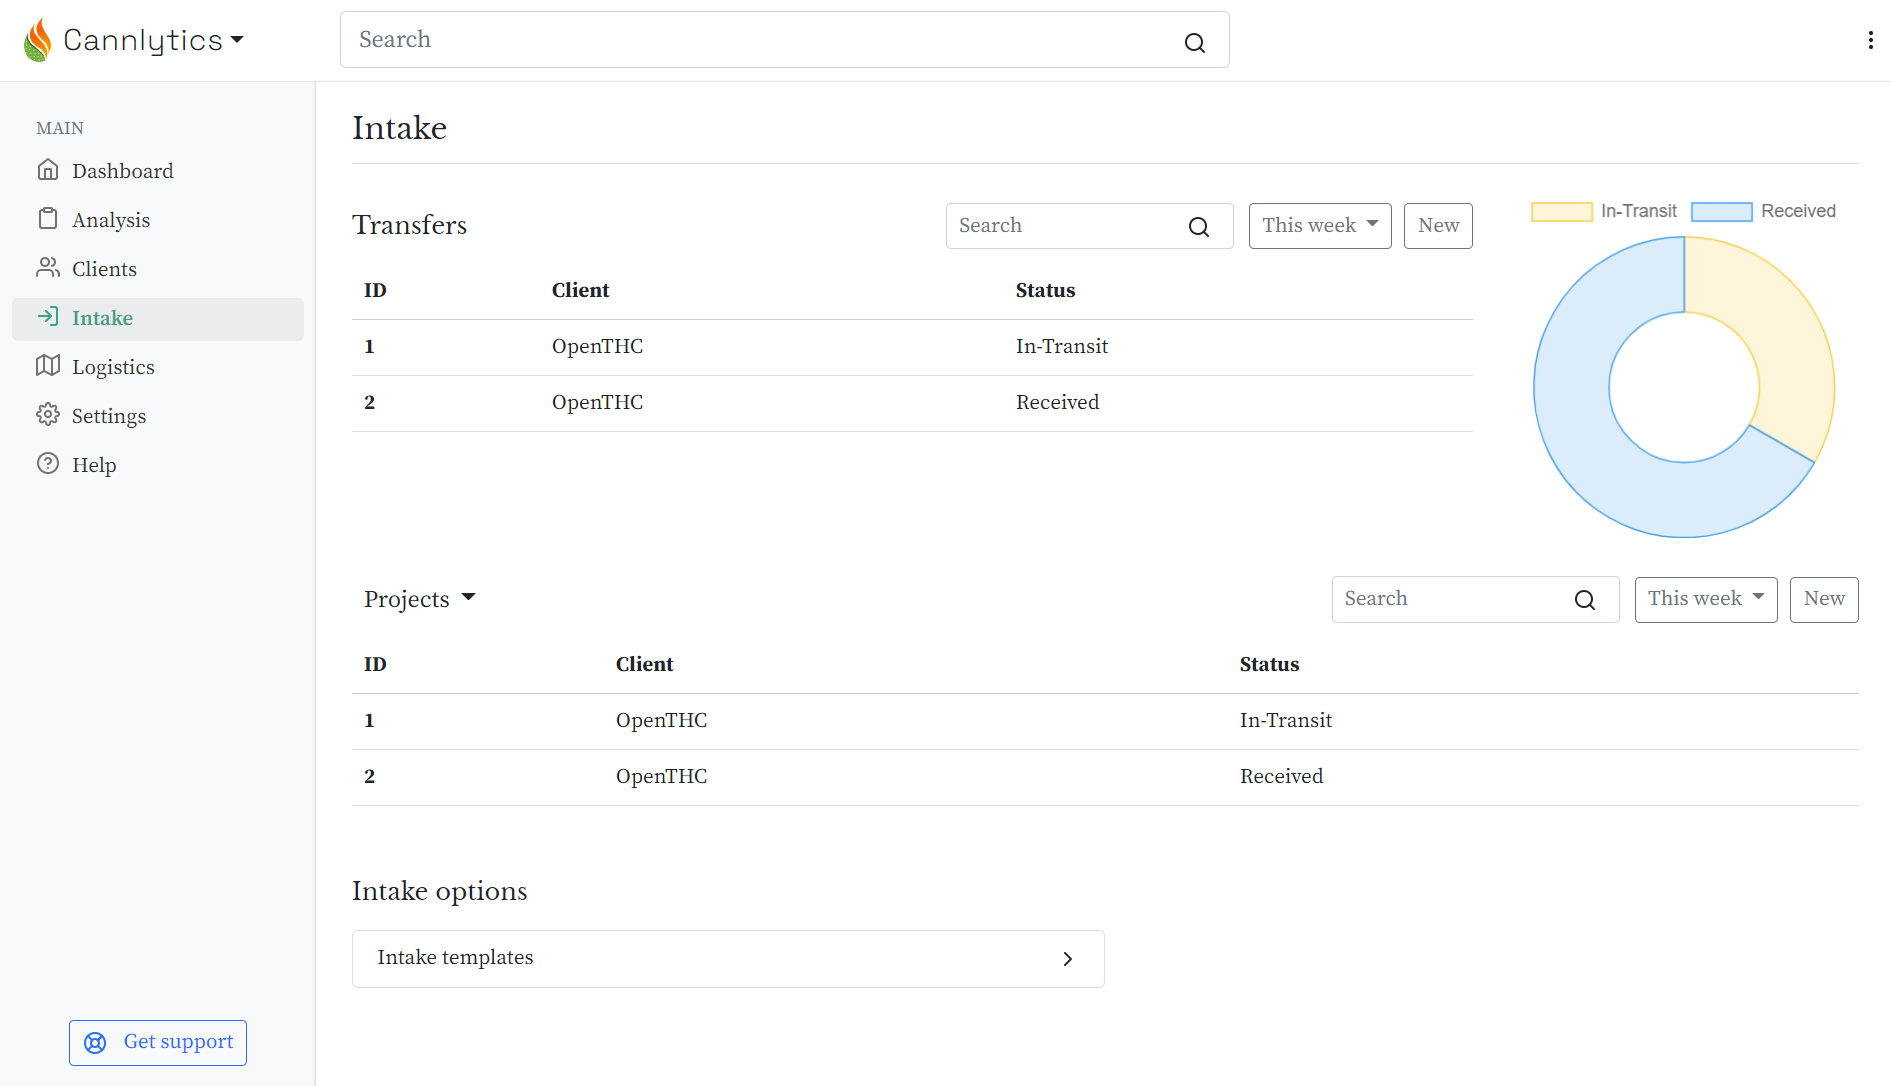 Cannlytics
Search
MAIN
Dashboard
Analysis
Clients
Intake
Logistics
Settings
Help
Get support
Intake
Transfers
Search
This week
New
ID Client Status
1 OpenTHC In-Transit
2 OpenTHC Received
In-Transit Received
Projects
Search
This week
New
ID Client Status
1 OpenTHC In-Transit
2 OpenTHC Received
Intake options
Intake templates